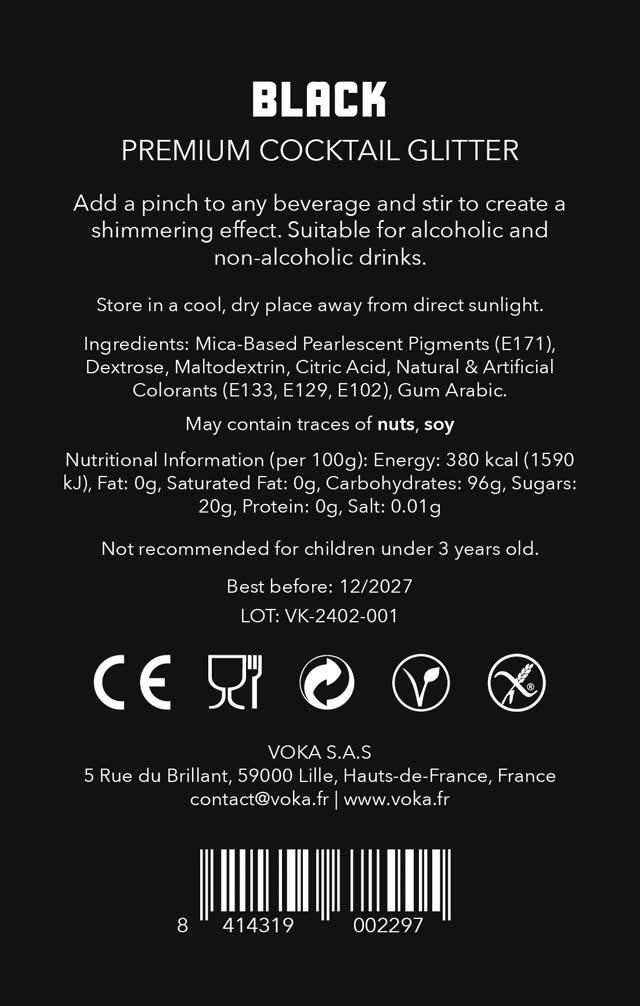 BLACK
PREMIUM COCKTAIL GLITTER
Add a pinch to any beverage and stir to create a
shimmering effect. Suitable for alcoholic and
non-alcoholic drinks.
Store in a cool, dry place away from direct sunlight.
Ingredients: Mica-Based Pearlescent Pigments (E171),
Dextrose, Maltodextrin, Citric Acid, Natural & Artificial
Colorants (E133, E129, E102), Gum Arabic.
May contain traces of nuts, soy
Nutritional Information (per 100g): Energy: 380 kcal (1590
kJ), Fat: 0g, Saturated Fat: 0g, Carbohydrates: 96g, Sugars:
20g, Protein: 0g, Salt: 0.01g
Not recommended for children under 3 years old.
Best before: 12/2027
LOT: VK-2402-001
CE
®
VOKA S.A.S
5 Rue du Brillant, 59000 Lille, Hauts-de-France, France
contact@voka.fr | www.voka.fr
8 414319 002297